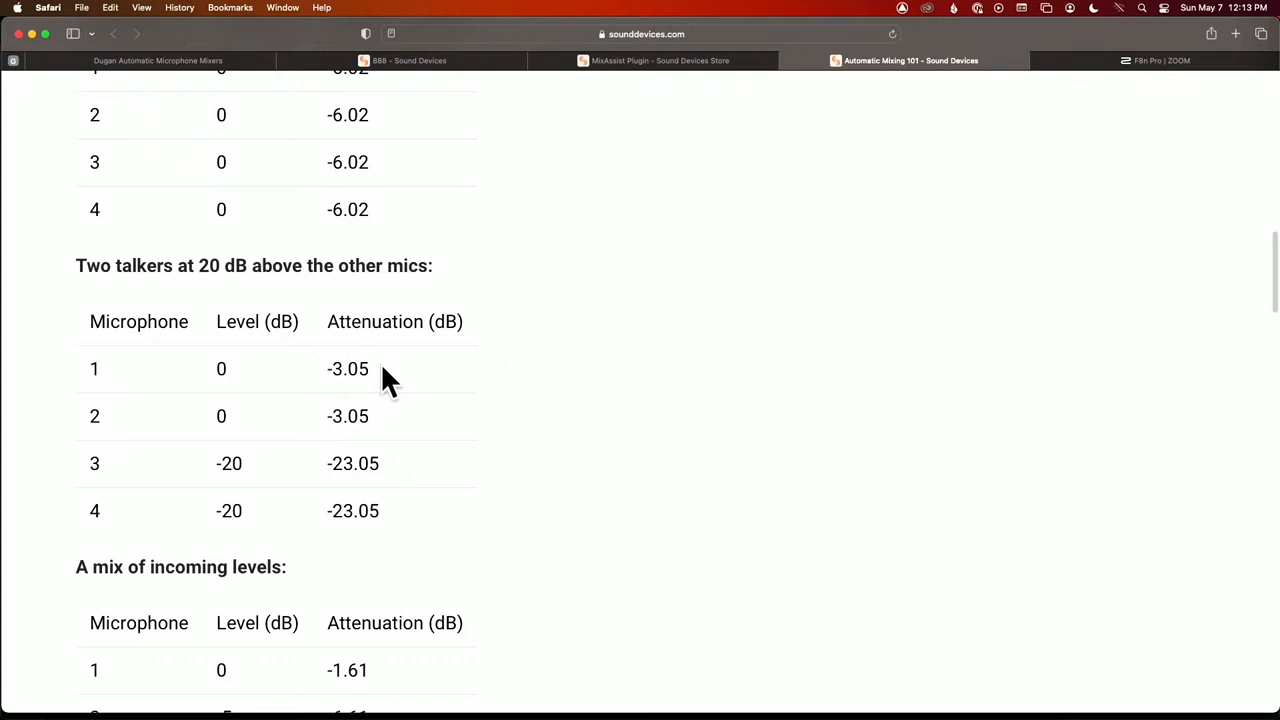 Safari File Edit View History Bookmarks Window Help Sun May 7 12:13 PM
sounddevices.com
G Dugan Automatic Microphone Mixers 888 - Sound Devices MixAssist Plugin - Sound Devices Store Automatic Mixing 101 - Sound Devices F8n Pro | ZOOM
1 0 -6.02
2 0 -6.02
3 0 -6.02
4 0 -6.02
Two talkers at 20 dB above the other mics:
Microphone Level (dB) Attenuation (dB)
1 0 -3.05
2 0 -3.05
3 -20 -23.05
4 -20 -23.05
A mix of incoming levels:
Microphone Level (dB) Attenuation (dB)
1 0 -1.61